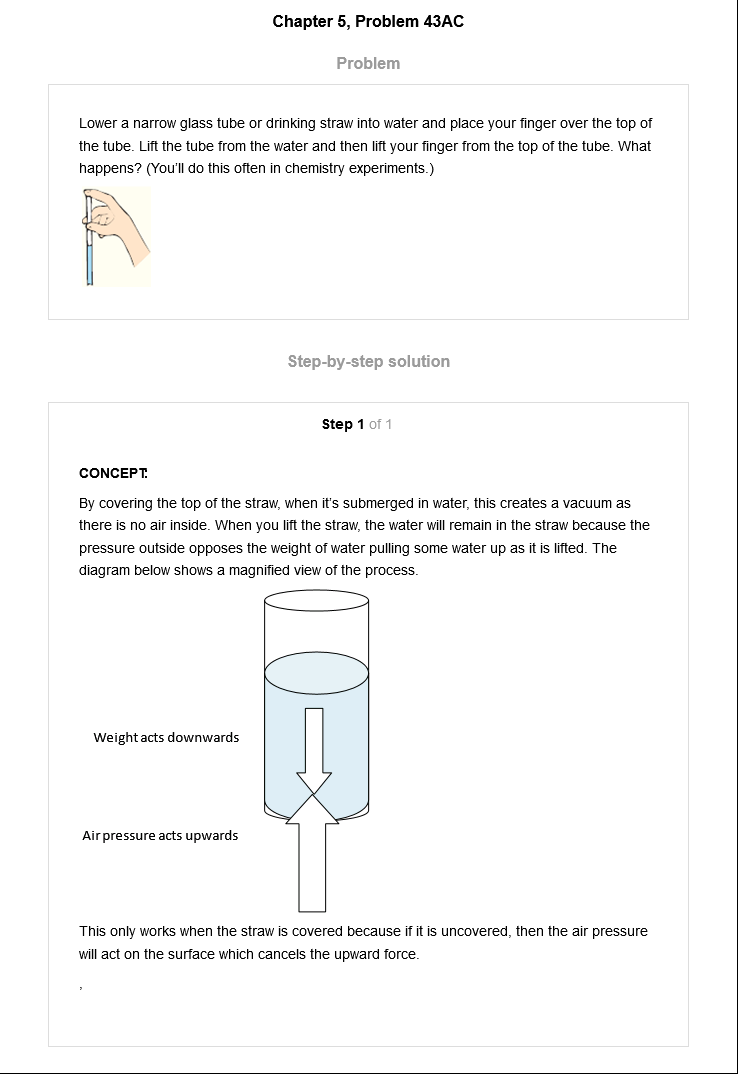 Chapter 5, Problem 43AC
Problem
Lower a narrow glass tube or drinking straw into water and place your finger over the top of
the tube. Lift the tube from the water and then lift your finger from the top of the tube. What
happens? (You'll do this often in chemistry experiments.)
Step-by-step solution
Step 1 of 1
CONCEPT:
By covering the top of the straw, when it's submerged in water, this creates a vacuum as
there is no air inside. When you lift the straw, the water will remain in the straw because the
pressure outside opposes the weight of water pulling some water up as it is lifted. The
diagram below shows a magnified view of the process.
Weight acts downwards
Air pressure acts upwards
This only works when the straw is covered because if it is uncovered, then the air pressure
will act on the surface which cancels the upward force.
,